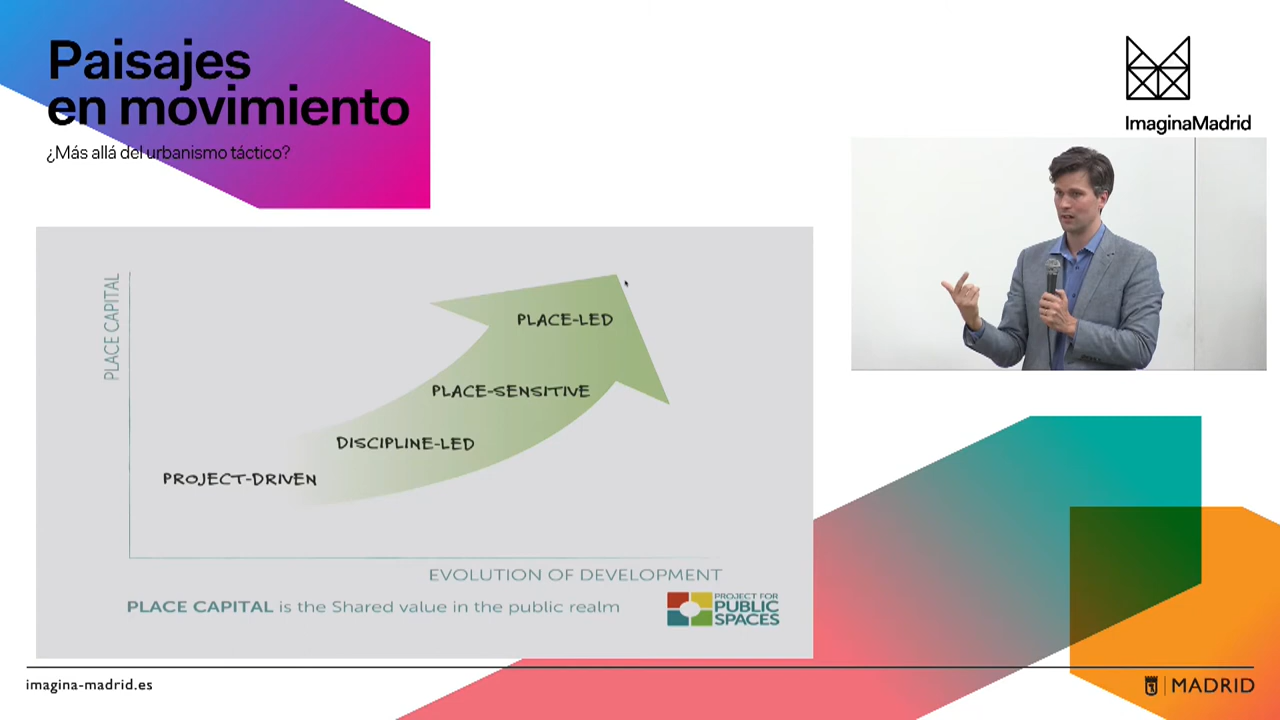 Paisajes
en movimiento
¿Más allá del urbanismo táctico?
ImaginaMadrid
PLACE CAPITAL
PLACE-LED
PLACE-SENSITIVE
DISCIPLINE-LED
PROJECT-DRIVEN
EVOLUTION OF DEVELOPMENT
PLACE CAPITAL is the Shared value in the public realm
PROJECT FOR
PUBLIC
SPACES
imagina-madrid.es
MADRID